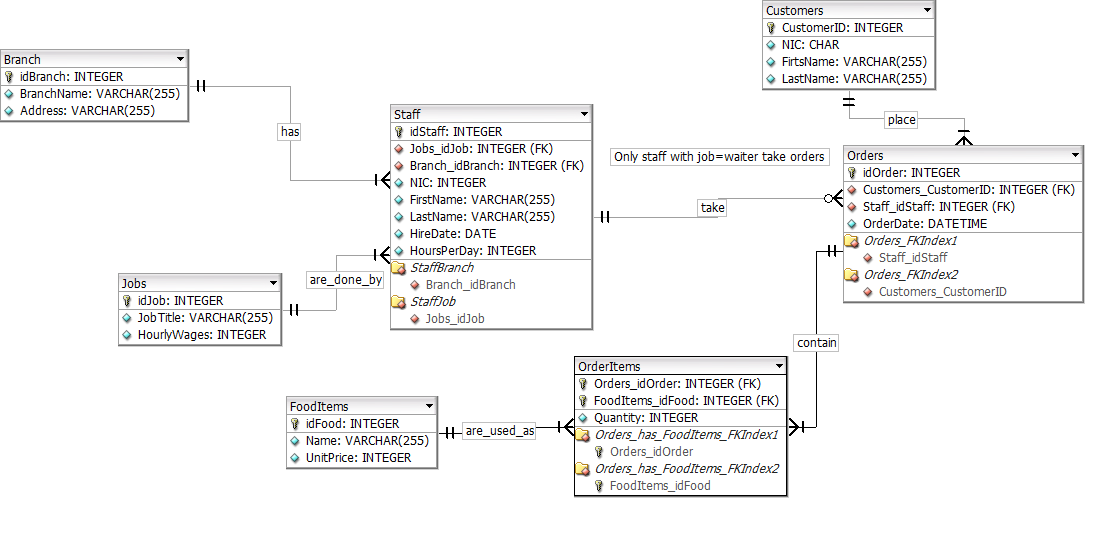 Customers
CustomerID: INTEGER
NIC: CHAR
FirtsName: VARCHAR(255)
LastName: VARCHAR(255)
Branch
idBranch: INTEGER
BranchName: VARCHAR(255)
Address: VARCHAR(255)
has
place
Staff
idStaff: INTEGER
Jobs_idJob: INTEGER (FK)
Branch_idBranch: INTEGER (FK)
NIC: INTEGER
FirstName: VARCHAR(255)
LastName: VARCHAR(255)
HireDate: DATE
HoursPerDay: INTEGER
StaffBranch
Branch_idBranch
StaffJob
Jobs_idJob
Only staff with job=waiter take orders
take
Orders
idOrder: INTEGER
Customers_CustomerID: INTEGER (FK)
Staff_idStaff: INTEGER (FK)
OrderDate: DATETIME
Orders_FKIndex1
Staff_idStaff
Orders_FKIndex2
Customers_CustomerID
Jobs
idJob: INTEGER
JobTitle: VARCHAR(255)
HourlyWages: INTEGER
are_done_by
contain
OrderItems
Orders_idOrder: INTEGER (FK)
FoodItems_idFood: INTEGER (FK)
Quantity: INTEGER
Orders_has_FoodItems_FKIndex1
Orders_idOrder
Orders_has_FoodItems_FKIndex2
FoodItems_idFood
FoodItems
idFood: INTEGER
Name: VARCHAR(255)
UnitPrice: INTEGER
are_used_as